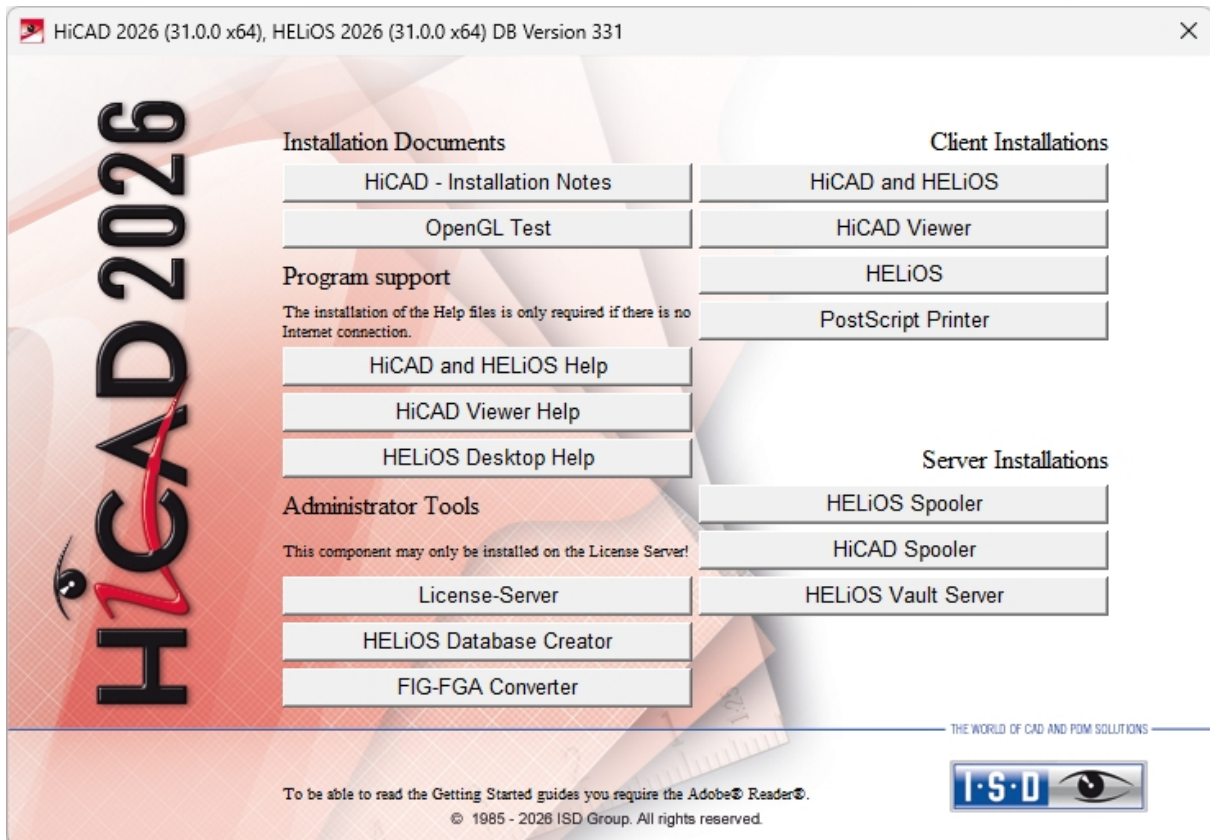 HiCAD 2026 (31.0.0 x64), HELiOS 2026 (31.0.0 x64) DB Version 331
HiCAD 2026
Installation Documents
HiCAD - Installation Notes
OpenGL Test
Program support
The installation of the Help files is only required if there is no
Internet connection.
HiCAD and HELiOS Help
HiCAD Viewer Help
HELiOS Desktop Help
Administrator Tools
This component may only be installed on the License Server!
License-Server
HELiOS Database Creator
FIG-FGA Converter
Client Installations
HiCAD and HELiOS
HiCAD Viewer
HELiOS
PostScript Printer
Server Installations
HELiOS Spooler
HiCAD Spooler
HELiOS Vault Server
THE WORLD OF CAD AND PDM SOLUTIONS
I·S·D
To be able to read the Getting Started guides you require the Adobe® Reader®.
© 1985 - 2026 ISD Group. All rights reserved.